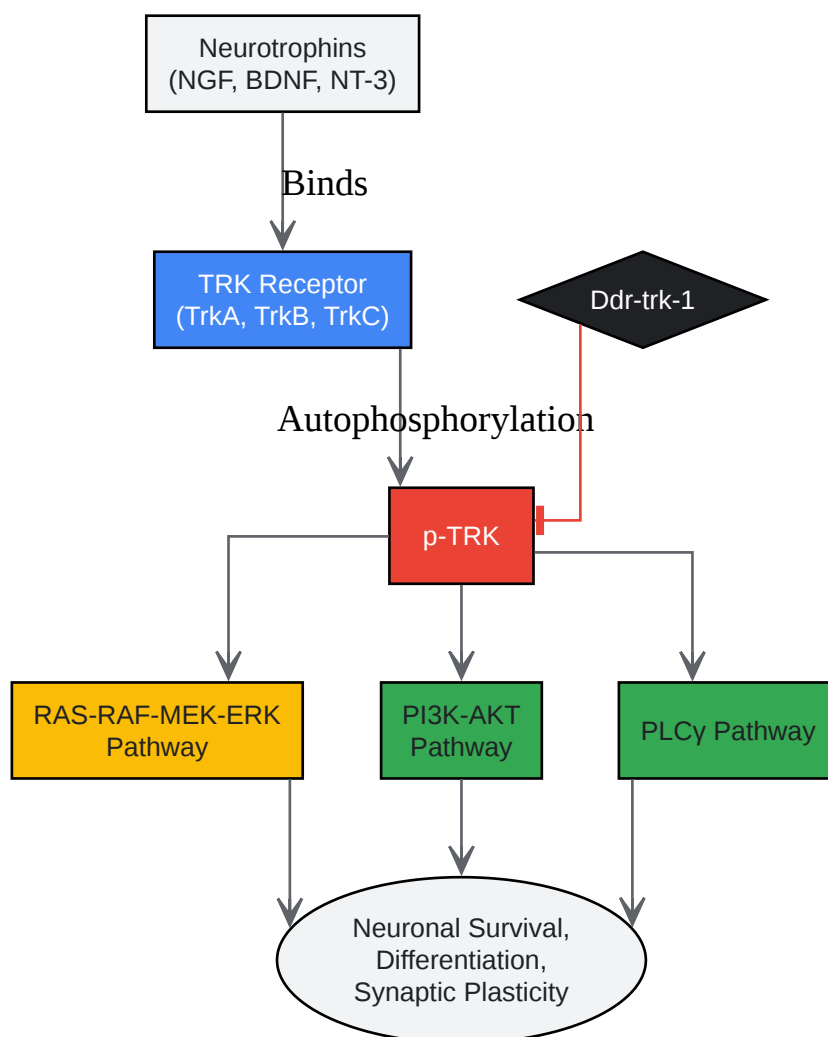 Neurotrophins
(NGF, BDNF, NT-3)
Binds
TRK Receptor
(TrkA, TrkB, TrkC)
Ddr-trk-1
Autophosphorylation
p-TRK
RAS-RAF-MEK-ERK
Pathway
PI3K-AKT
Pathway
PLCγ Pathway
Neuronal Survival,
Differentiation,
Synaptic Plasticity